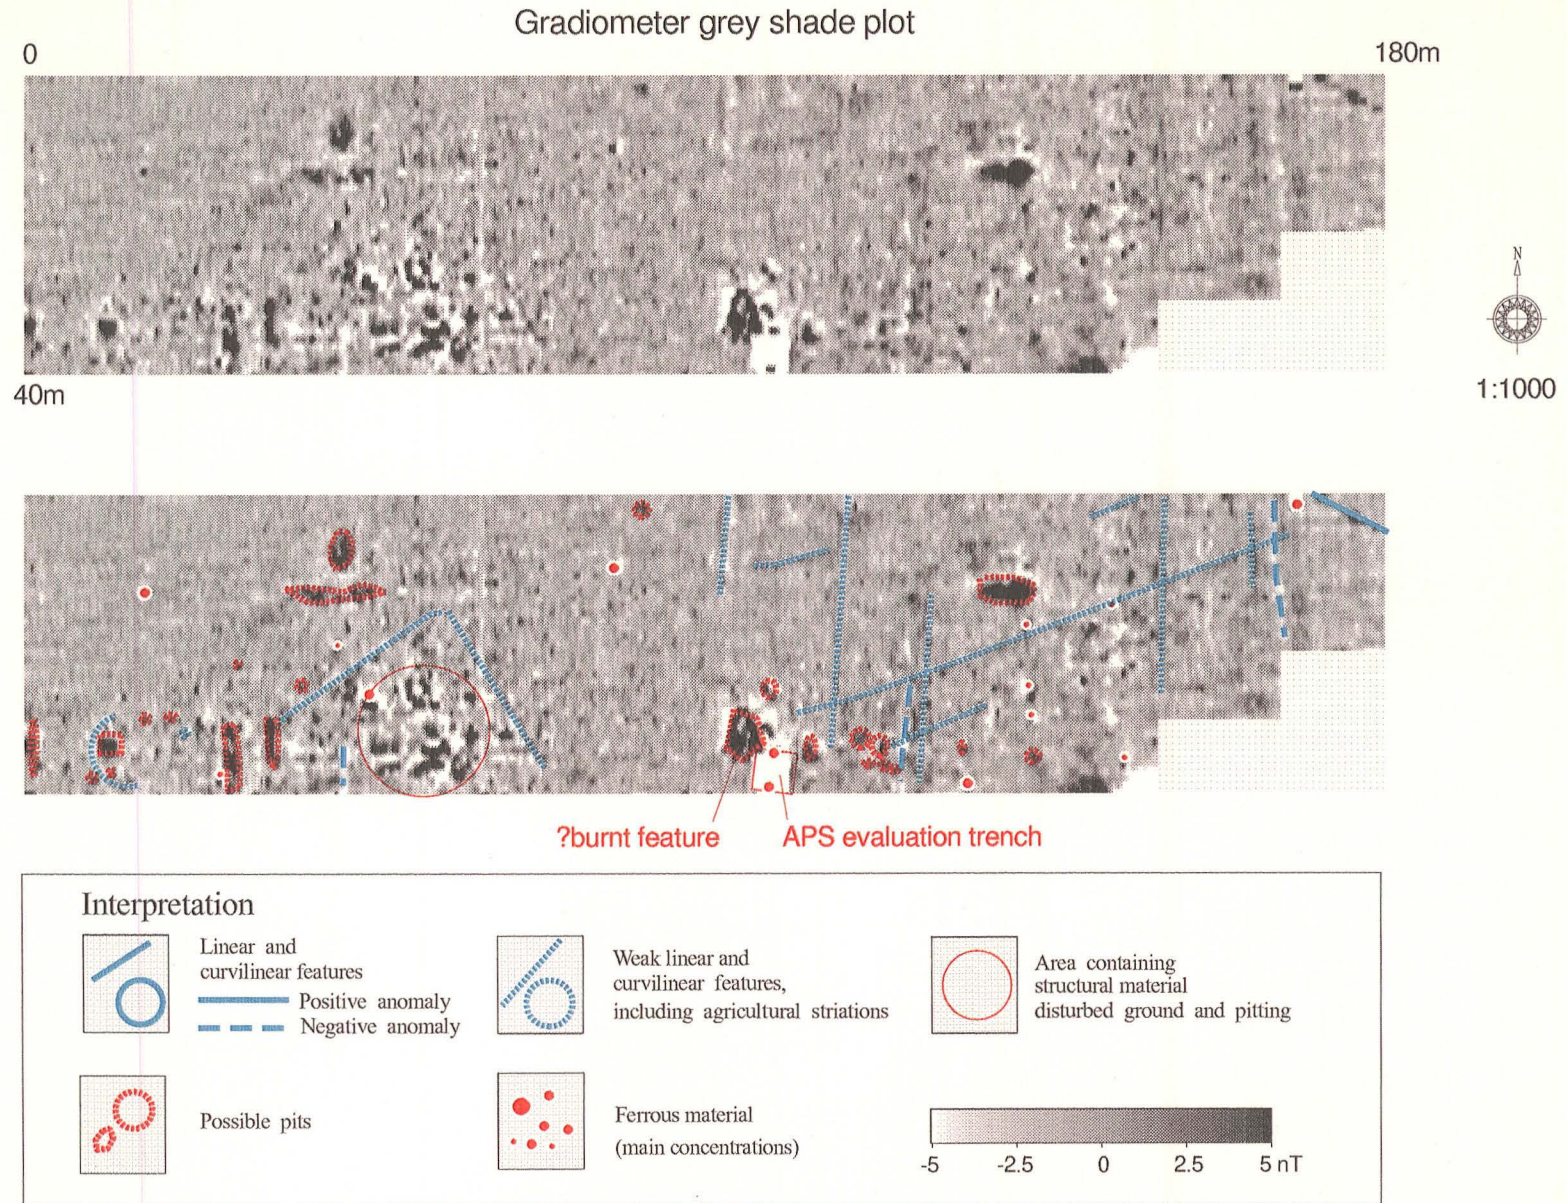 Gradiometer grey shade plot
0
180m
N
40m
1:1000
?burnt feature
APS evaluation trench
Interpretation
Linear and
curvilinear features
Positive anomaly
Negative anomaly
Weak linear and
curvilinear features,
including agricultural striations
Area containing
structural material
disturbed ground and pitting
Possible pits
Ferrous material
(main concentrations)
-5 -2.5 0 2.5 5 nT